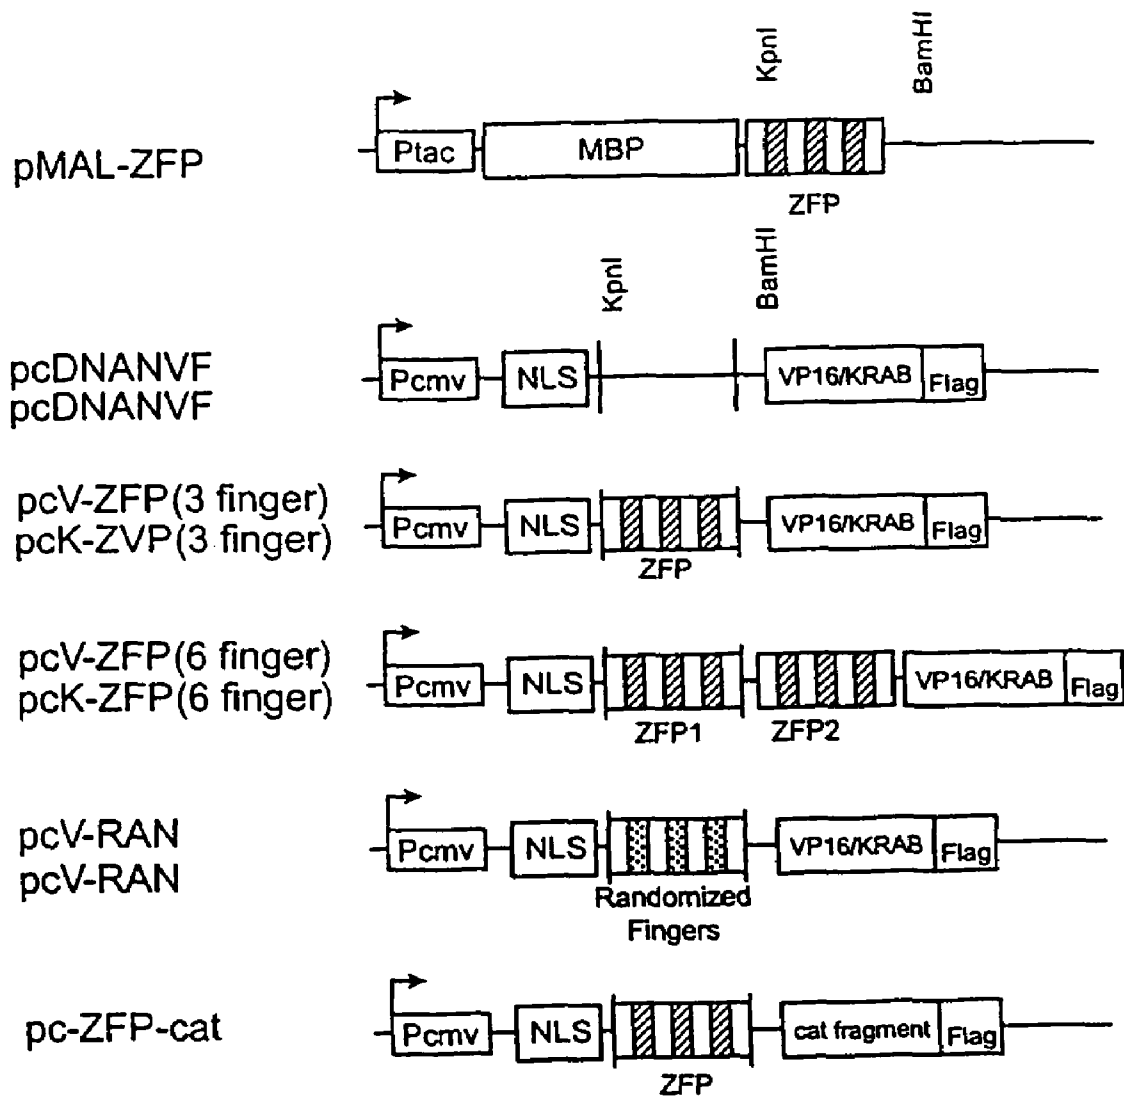 KpnI
BamHI
pMAL-ZFP
Ptac
MBP
ZFP
KpnI
BamHI
pcDNANVF
pcDNANVF
Pcmv
NLS
VP16/KRAB
Flag
pcV-ZFP(3 finger)
pcK-ZVP(3 finger)
Pcmv
NLS
VP16/KRAB
Flag
ZFP
pcV-ZFP(6 finger)
pcK-ZFP(6 finger)
Pcmv
NLS
VP16/KRAB
Flag
ZFP1
ZFP2
pcV-RAN
pcV-RAN
Pcmv
NLS
VP16/KRAB
Flag
Randomized
Fingers
pc-ZFP-cat
Pcmv
NLS
cat fragment
Flag
ZFP